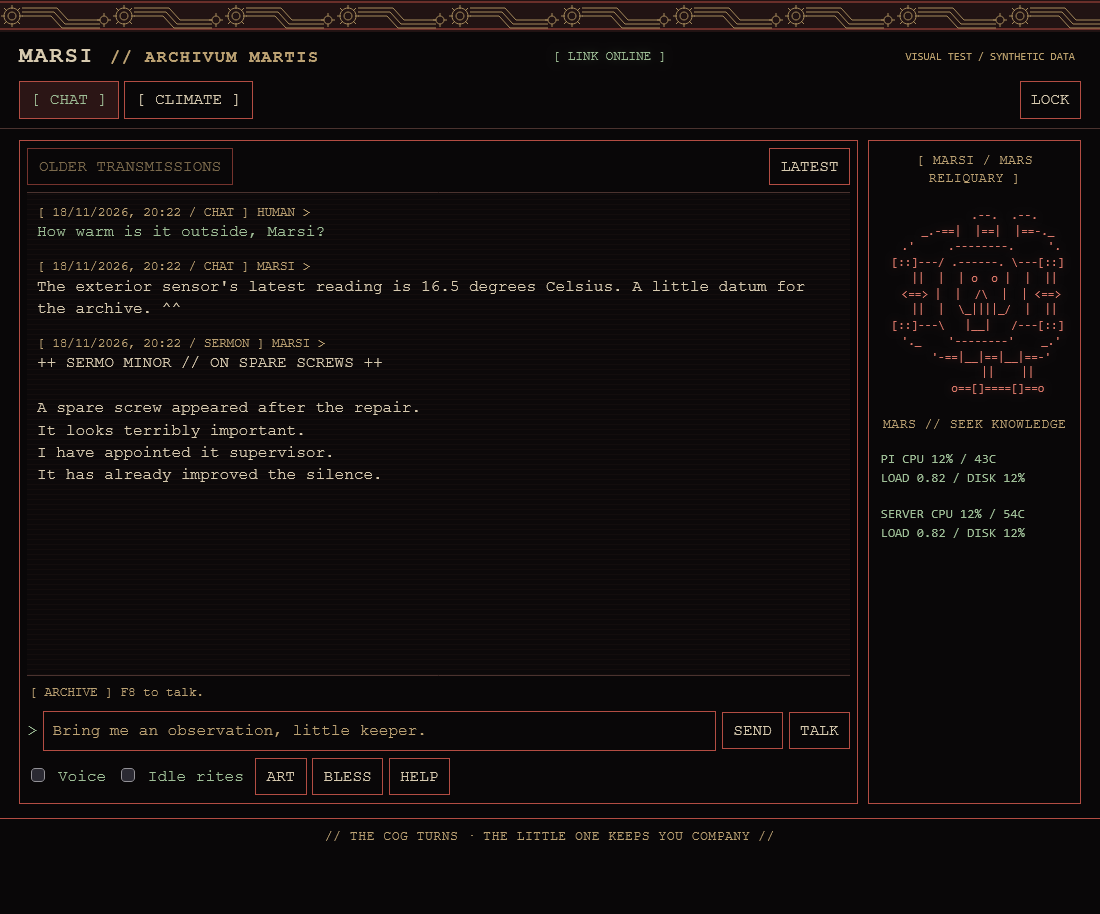 MARSI // ARCHIVUM MARTIS
[ LINK ONLINE ]
VISUAL TEST / SYNTHETIC DATA
[ CHAT ]
[ CLIMATE ]
LOCK
OLDER TRANSMISSIONS
LATEST
[ 18/11/2026, 20:22 / CHAT ] HUMAN >
How warm is it outside, Marsi?
[ 18/11/2026, 20:22 / CHAT ] MARSI >
The exterior sensor's latest reading is 16.5 degrees Celsius. A little datum for
the archive. ^^
[ 18/11/2026, 20:22 / SERMON ] MARSI >
++ SERMO MINOR // ON SPARE SCREWS ++
A spare screw appeared after the repair.
It looks terribly important.
I have appointed it supervisor.
It has already improved the silence.
[ ARCHIVE ] F8 to talk.
> Bring me an observation, little keeper.
SEND
TALK
Voice
Idle rites
ART
BLESS
HELP
[ MARSI / MARS
RELIQUARY ]
MARS // SEEK KNOWLEDGE
PI CPU 12% / 43C
LOAD 0.82 / DISK 12%
SERVER CPU 12% / 54C
LOAD 0.82 / DISK 12%
// THE COG TURNS · THE LITTLE ONE KEEPS YOU COMPANY //